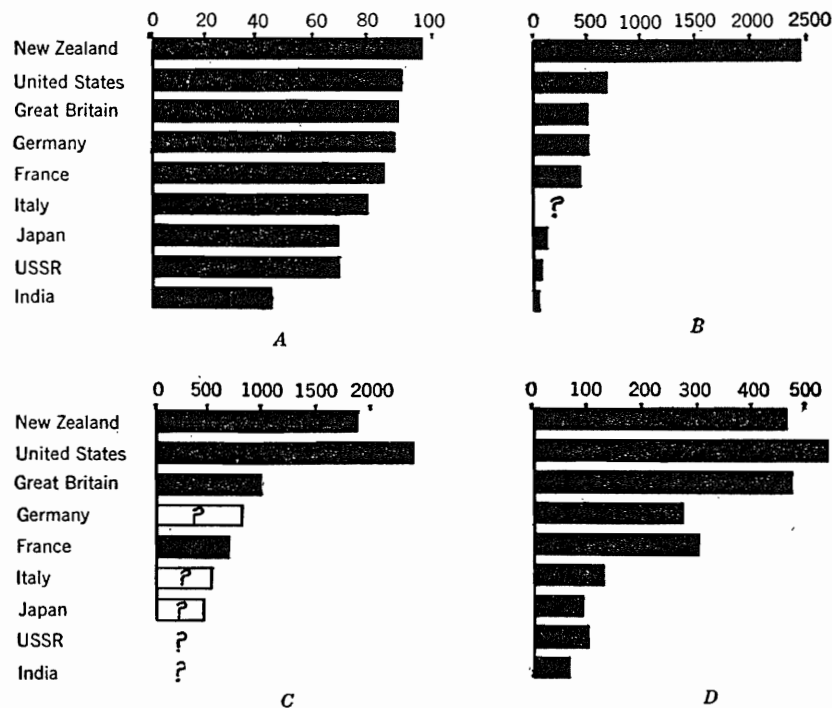 0 20 40 60 80 100
New Zealand
United States
Great Britain
Germany
France
Italy
Japan
USSR
India
A
0 500 1000 1500 2000 2500
?
B
0 500 1000 1500 2000
New Zealand
United States
Great Britain
Germany ?
France
Italy ?
Japan ?
USSR ?
India ?
C
0 100 200 300 400 500
D